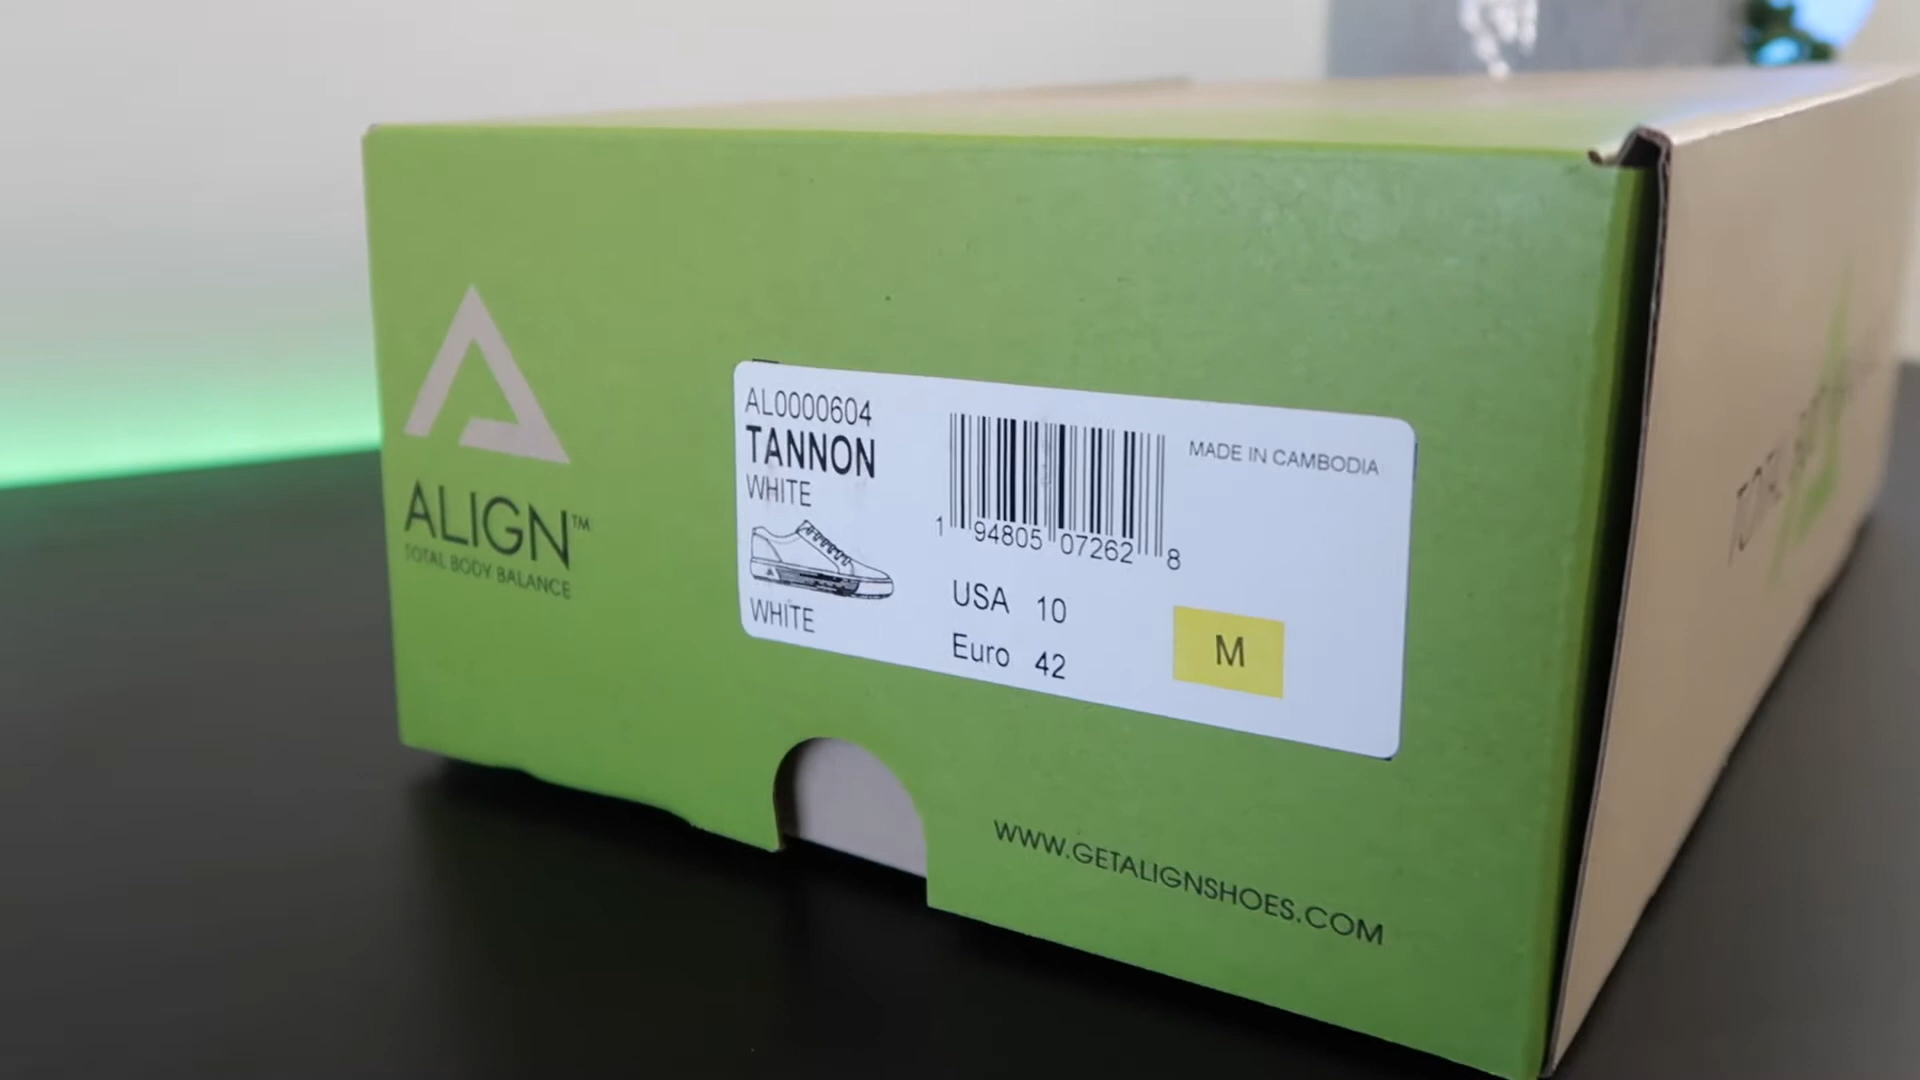 ALIGN™
TOTAL BODY BALANCE
AL0000604
TANNON
WHITE
WHITE
1 94805 07262 8
USA 10
Euro 42
MADE IN CAMBODIA
M
WWW.GETALIGNSHOES.COM
TOTAL